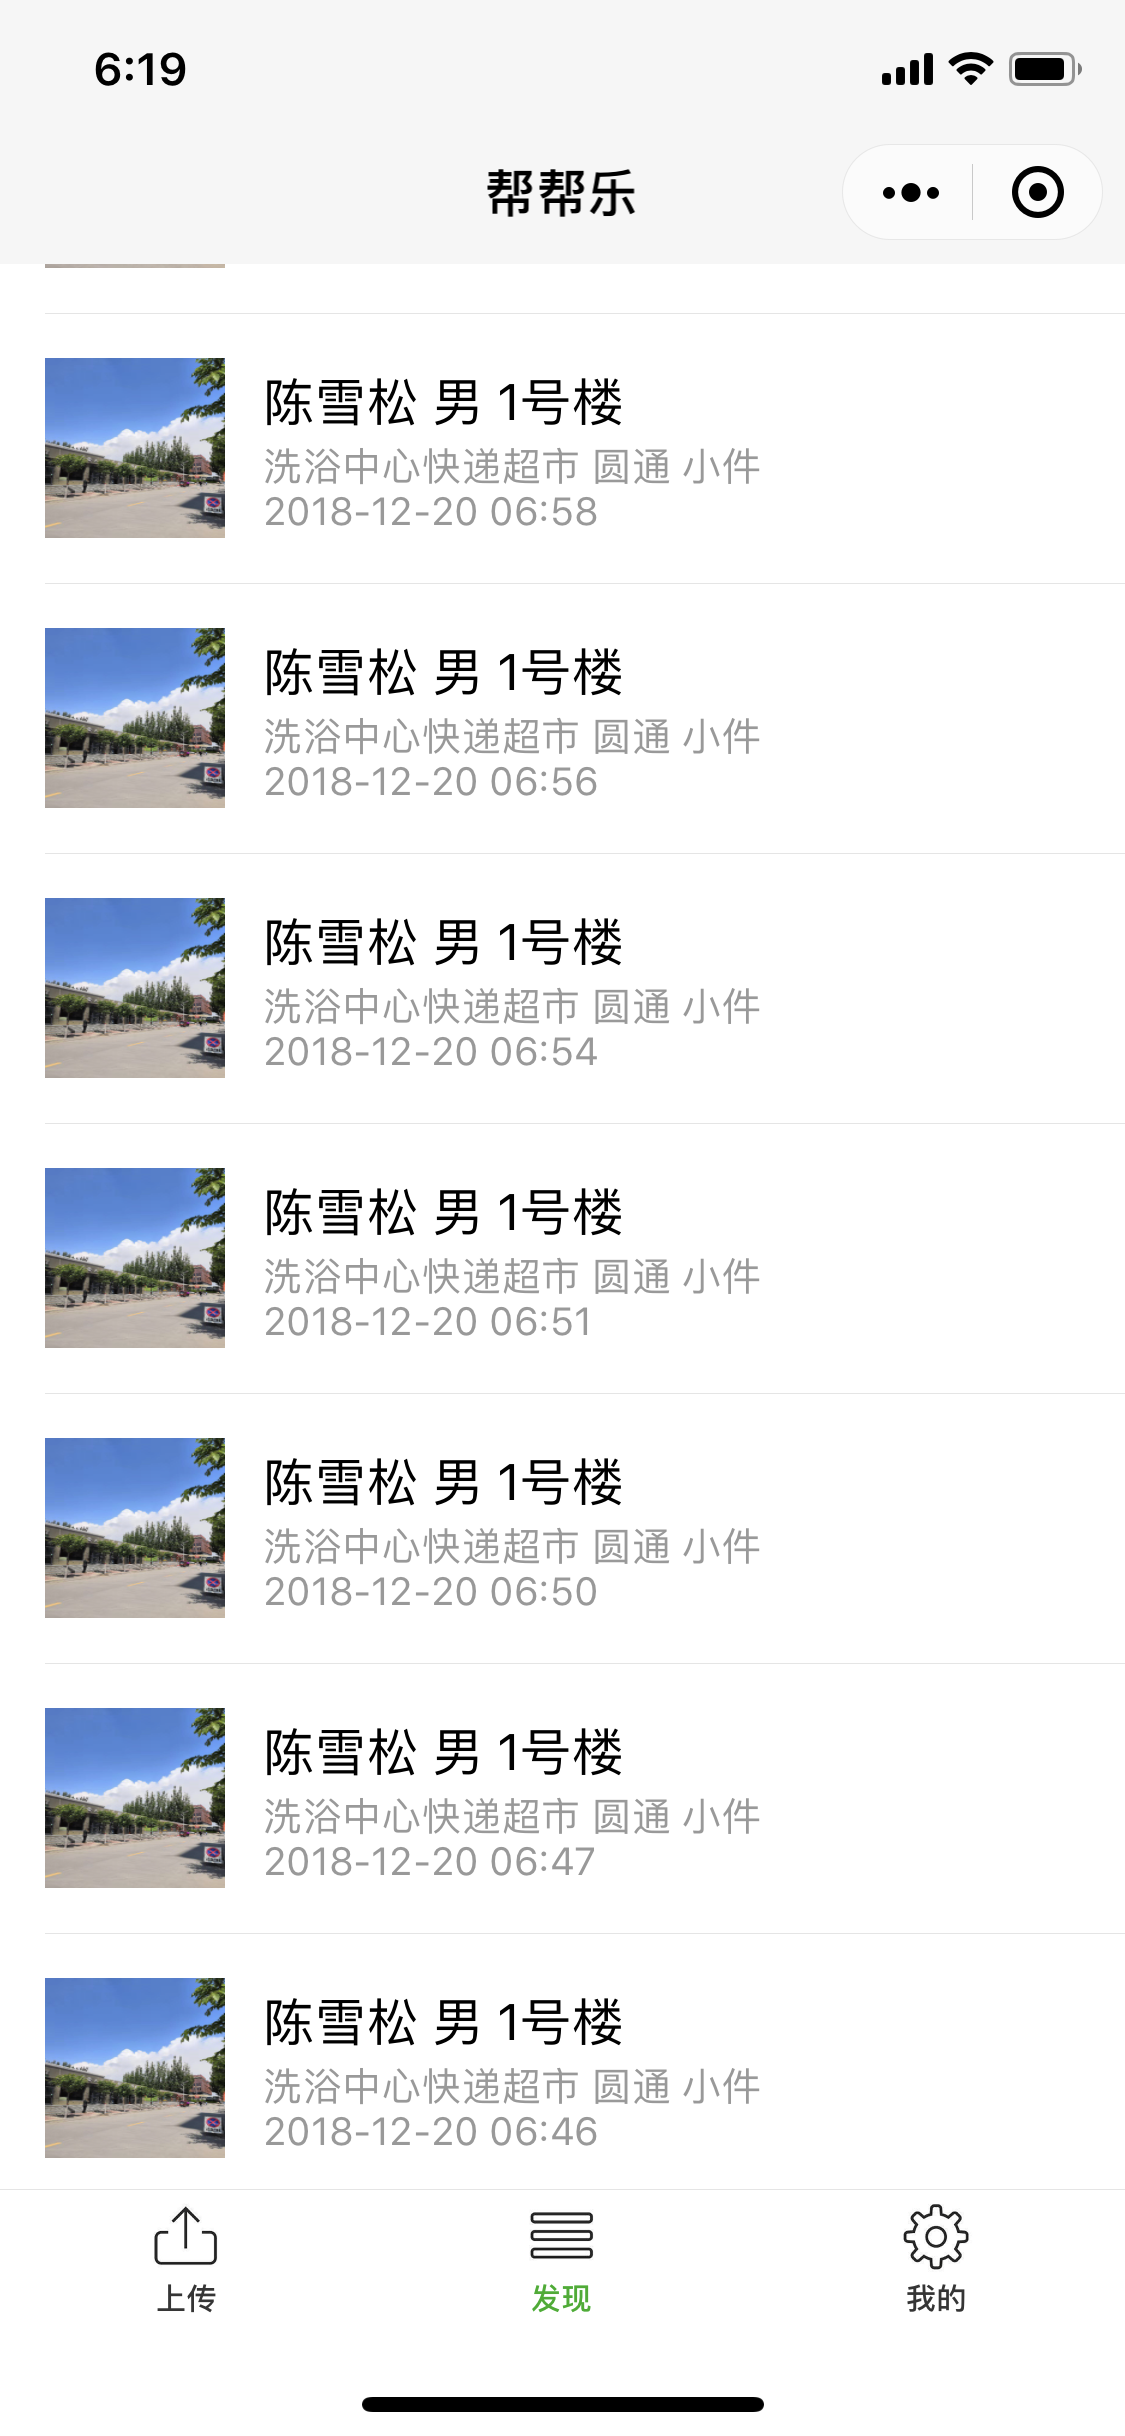 6:19
帮帮乐
陈雪松 男 1号楼
洗浴中心快递超市 圆通 小件
2018-12-20 06:58
陈雪松 男 1号楼
洗浴中心快递超市 圆通 小件
2018-12-20 06:56
陈雪松 男 1号楼
洗浴中心快递超市 圆通 小件
2018-12-20 06:54
陈雪松 男 1号楼
洗浴中心快递超市 圆通 小件
2018-12-20 06:51
陈雪松 男 1号楼
洗浴中心快递超市 圆通 小件
2018-12-20 06:50
陈雪松 男 1号楼
洗浴中心快递超市 圆通 小件
2018-12-20 06:47
陈雪松 男 1号楼
洗浴中心快递超市 圆通 小件
2018-12-20 06:46
上传
发现
我的